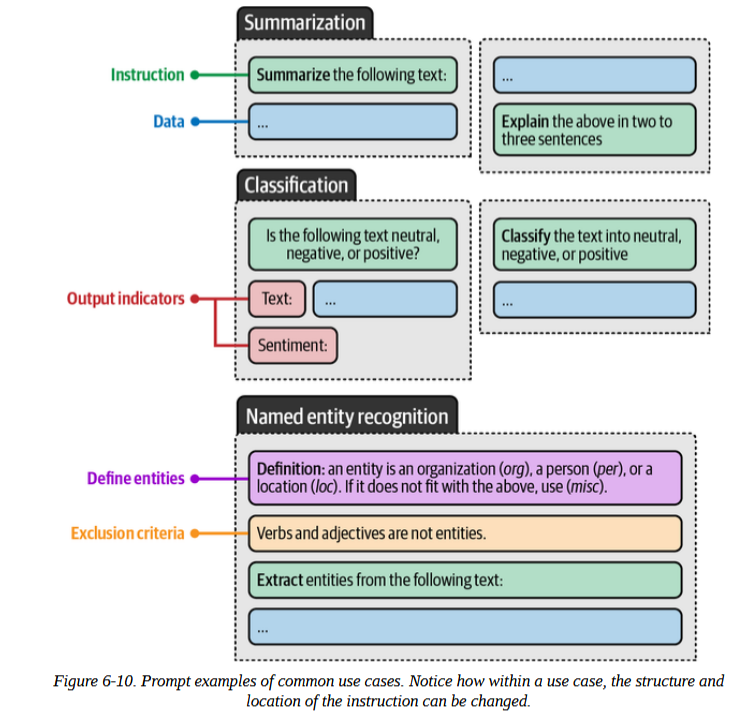 Summarization
Instruction
Summarize the following text:
Data
...
...
Explain the above in two to
three sentences
Classification
Is the following text neutral,
negative, or positive?
Output indicators
Text:
...
Sentiment:
Classify the text into neutral,
negative, or positive
...
Named entity recognition
Define entities
Definition: an entity is an organization (org), a person (per), or a
location (loc). If it does not fit with the above, use (misc).
Exclusion criteria
Verbs and adjectives are not entities.
Extract entities from the following text:
...
Figure 6-10. Prompt examples of common use cases. Notice how within a use case, the structure and
location of the instruction can be changed.